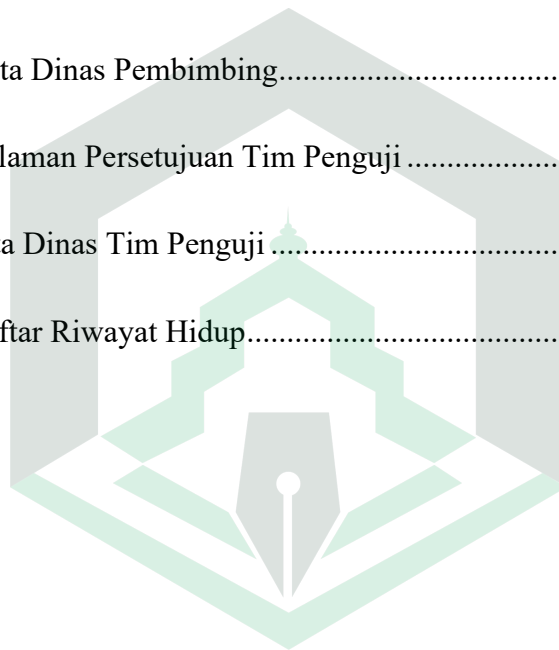 ta Dinas Pembimbing...................................
laman Persetujuan Tim Penguji ...................
ta Dinas Tim Penguji ....................................
ftar Riwayat Hidup.......................................